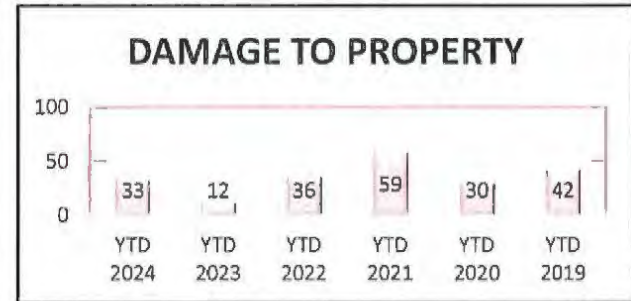 DAMAGE TO PROPERTY
100
50
0
33 12 36 59 30 42
YTD YTD YTD YTD YTD YTD
2024 2023 2022 2021 2020 2019